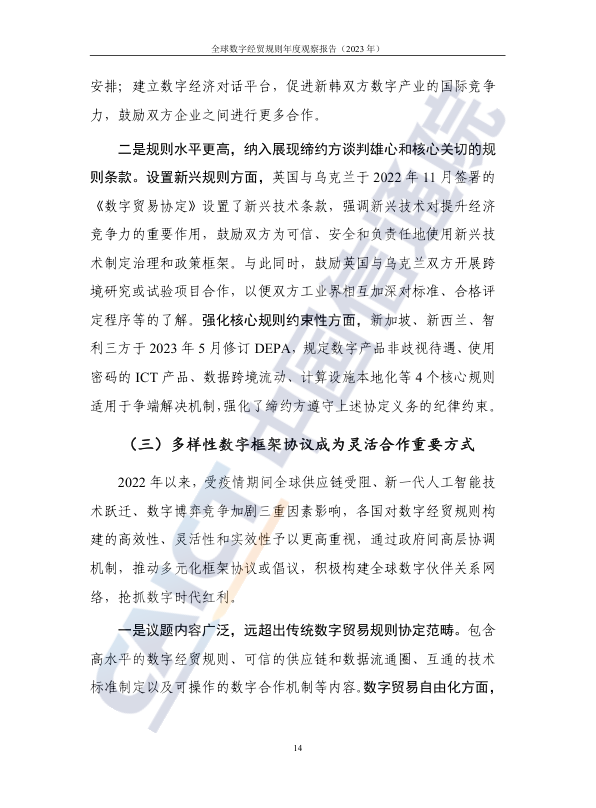 全球数字经贸规则年度观察报告（2023 年）
安排；建立数字经济对话平台，促进新韩双方数字产业的国际竞争
力，鼓励双方企业之间进行更多合作。
二是规则水平更高，纳入展现缔约方谈判雄心和核心关切的规
则条款。设置新兴规则方面，英国与乌克兰于 2022 年 11 月签署的
《数字贸易协定》设置了新兴技术条款，强调新兴技术对提升经济
竞争力的重要作用，鼓励双方为可信、安全和负责任地使用新兴技
术制定治理和政策框架。与此同时，鼓励英国与乌克兰双方开展跨
境研究或试验项目合作，以便双方工业界相互加深对标准、合格评
定程序等的了解。强化核心规则约束性方面，新加坡、新西兰、智
利三方于 2023 年 5 月修订 DEPA，规定数字产品非歧视待遇、使用
密码的 ICT 产品、数据跨境流动、计算设施本地化等 4 个核心规则
适用于争端解决机制，强化了缔约方遵守上述协定义务的纪律约束。
（三）多样性数字框架协议成为灵活合作重要方式
2022 年以来，受疫情期间全球供应链受阻、新一代人工智能技
术跃迁、数字博弈竞争加剧三重因素影响，各国对数字经贸规则构
建的高效性、灵活性和实效性予以更高重视，通过政府间高层协调
机制，推动多元化框架协议或倡议，积极构建全球数字伙伴关系网
络，抢抓数字时代红利。
一是议题内容广泛，远超出传统数字贸易规则协定范畴。包含
高水平的数字经贸规则、可信的供应链和数据流通圈、互通的技术
标准制定以及可操作的数字合作机制等内容。数字贸易自由化方面，
14
CAICT 中国信通院